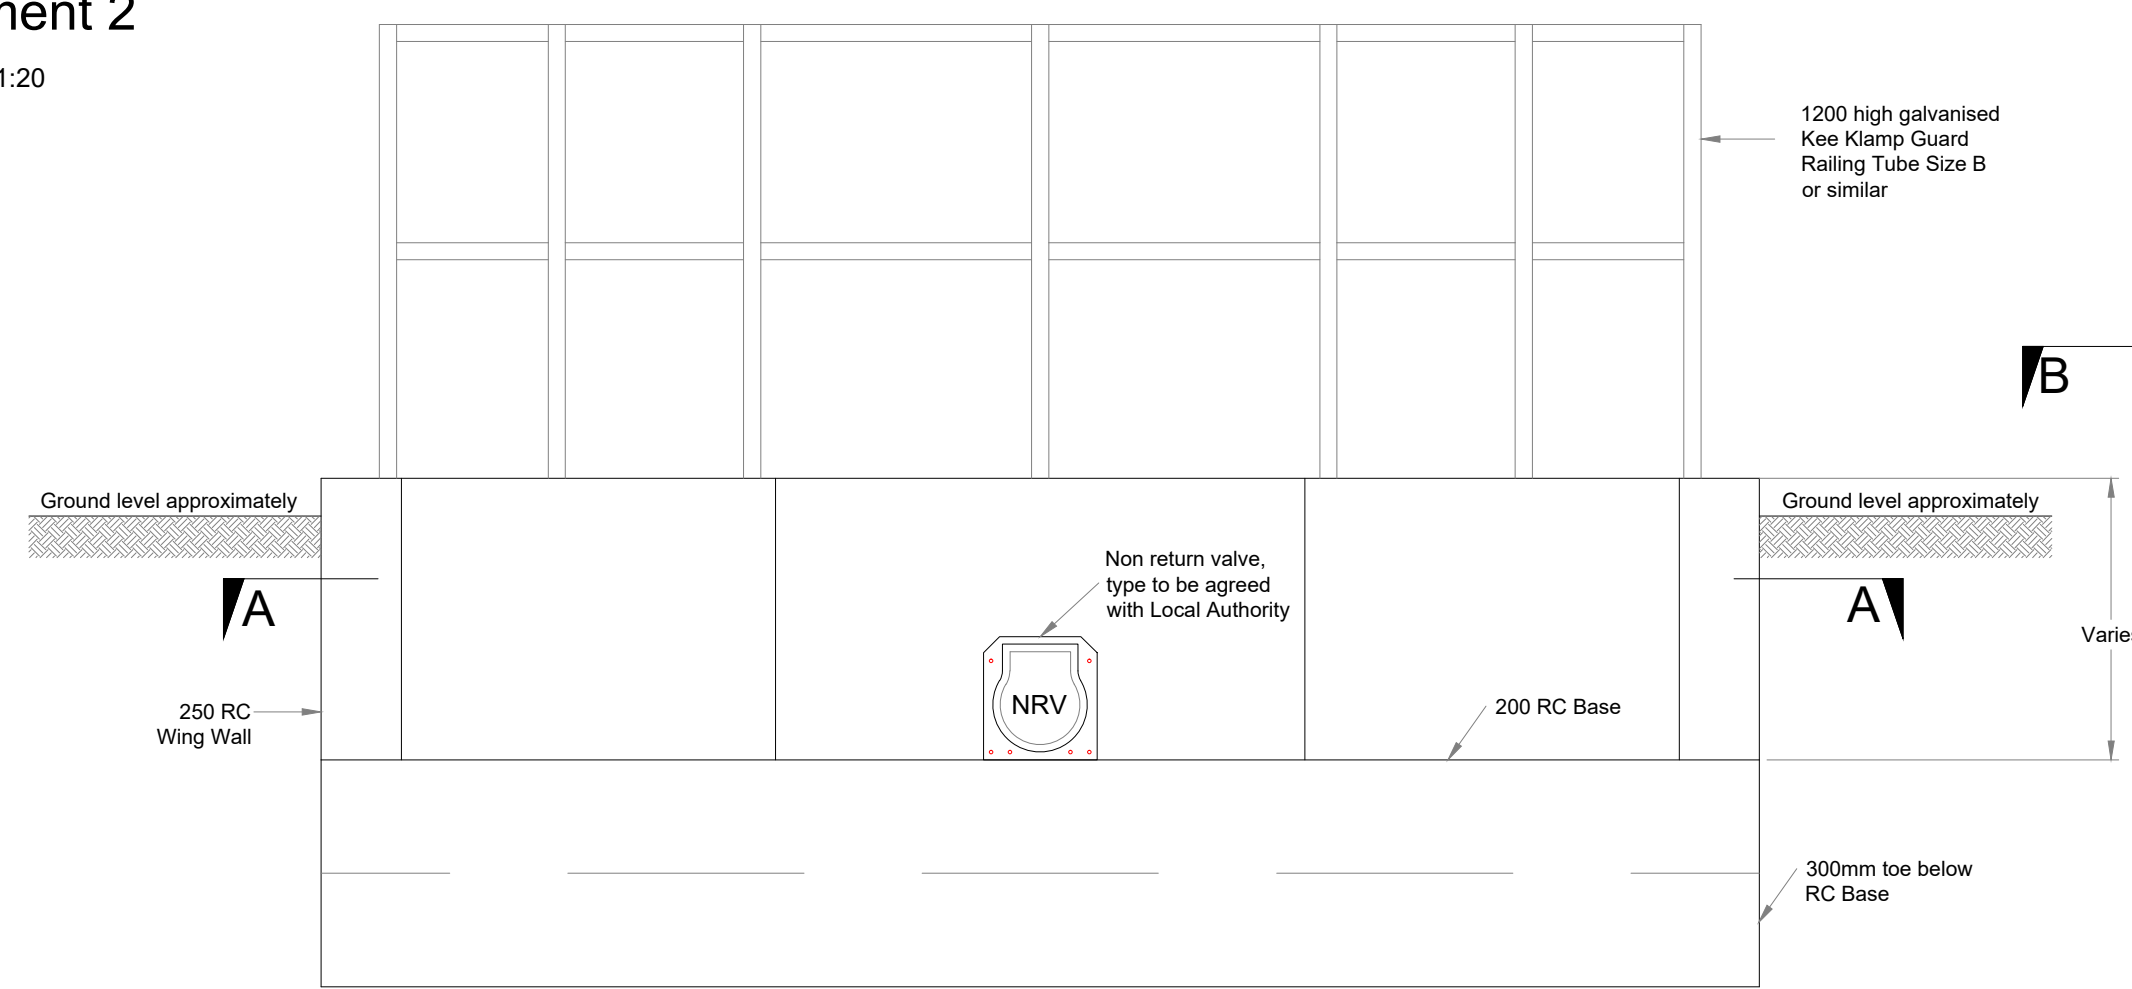 ment 2
1:20
1200 high galvanised
Kee Klamp Guard
Railing Tube Size B
or similar
B
Ground level approximately
Ground level approximately
Non return valve,
type to be agreed
with Local Authority
A
A
Varies
NRV
250 RC
Wing Wall
200 RC Base
300mm toe below
RC Base